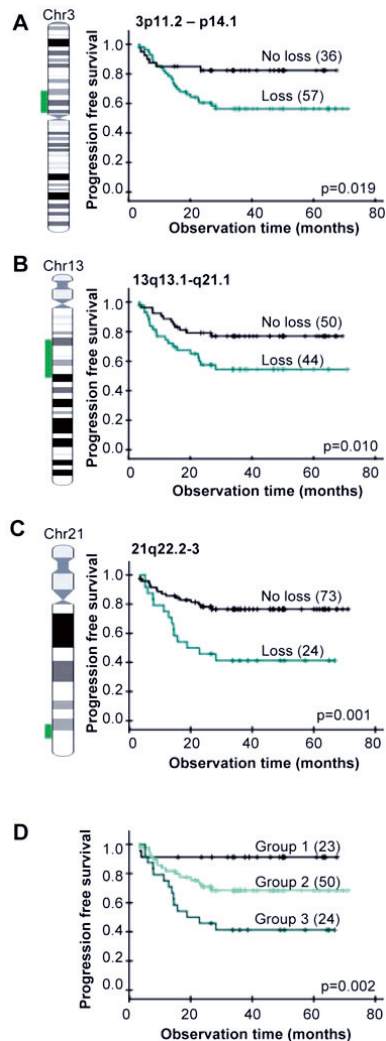 A
Chr3
3p11.2 – p14.1
Progression free survival
1.0
0.8
0.6
0.4
0.2
0.0
No loss (36)
Loss (57)
p=0.019
0 20 40 60 80
Observation time (months)
B
Chr13
13q13.1-q21.1
Progression free survival
1.0
0.8
0.6
0.4
0.2
0.0
No loss (50)
Loss (44)
p=0.010
0 20 40 60 80
Observation time (months)
C
Chr21
21q22.2-3
Progression free survival
1.0
0.8
0.6
0.4
0.2
0.0
No loss (73)
Loss (24)
p=0.001
0 20 40 60 80
Observation time (months)
D
Progression free survival
1.0
0.8
0.6
0.4
0.2
0.0
Group 1 (23)
Group 2 (50)
Group 3 (24)
p=0.002
0 20 40 60 80
Observation time (months)